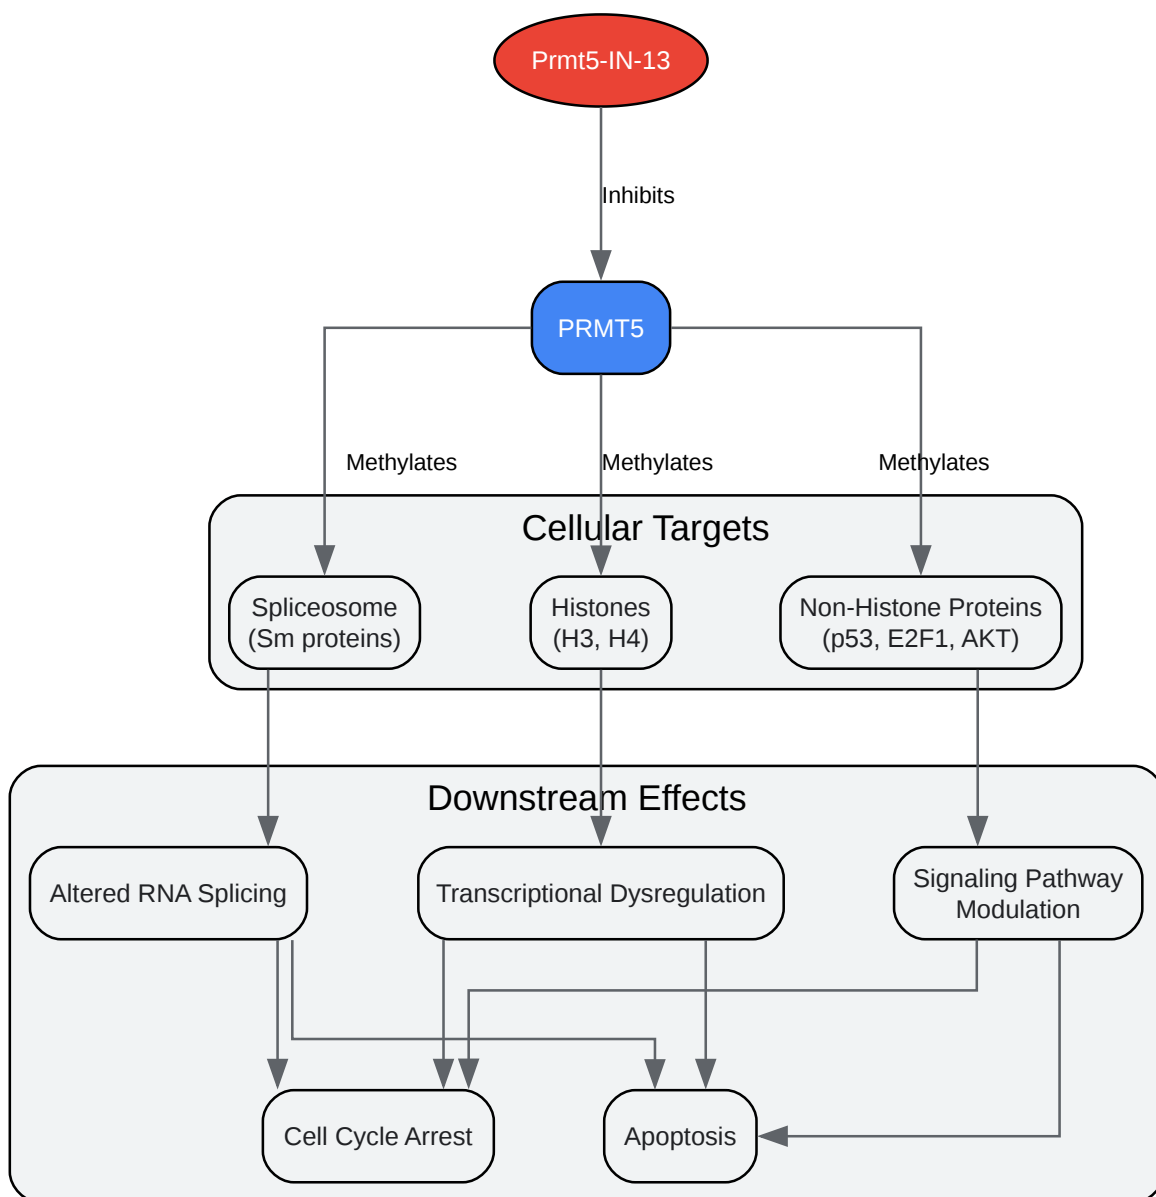 Prmt5-IN-13
Inhibits
PRMT5
Methylates
Methylates
Methylates
Cellular Targets
Spliceosome
(Sm proteins)
Histones
(H3, H4)
Non-Histone Proteins
(p53, E2F1, AKT)
Downstream Effects
Altered RNA Splicing
Transcriptional Dysregulation
Signaling Pathway
Modulation
Cell Cycle Arrest
Apoptosis